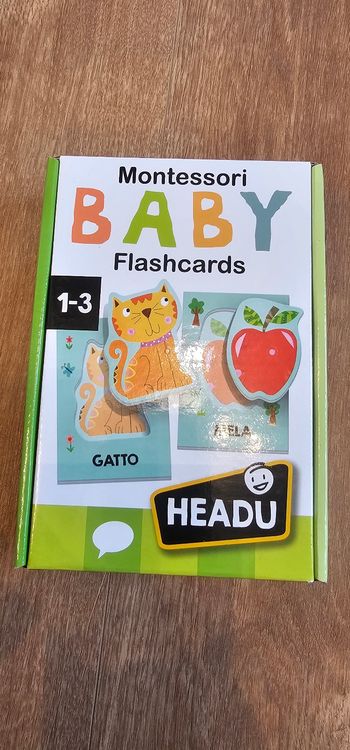 Montessori
BABY
Flashcards
1-3
GATTO
MELA
HEADU